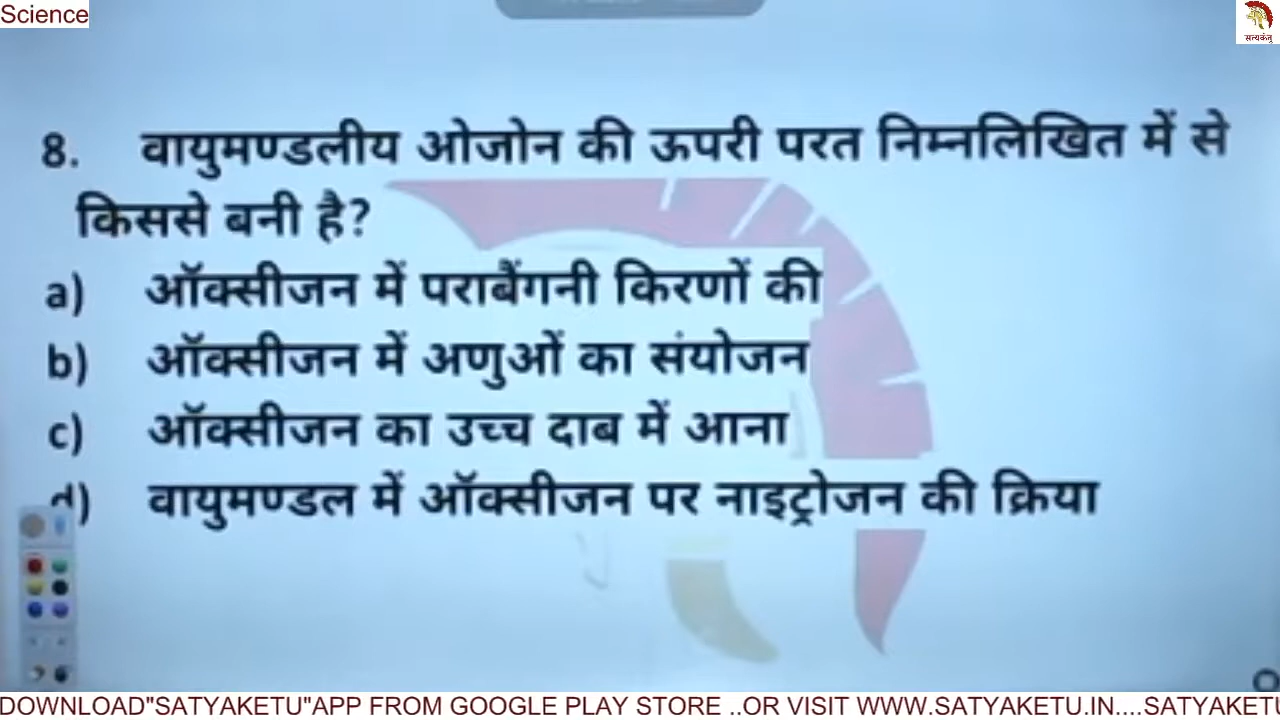 Science
सत्यकेतु
8. वायुमण्डलीय ओजोन की ऊपरी परत निम्नलिखित में से
किससे बनी है?
a) ऑक्सीजन में पराबैंगनी किरणों की
b) ऑक्सीजन में अणुओं का संयोजन
c) ऑक्सीजन का उच्च दाब में आना
d) वायुमण्डल में ऑक्सीजन पर नाइट्रोजन की क्रिया
DOWNLOAD"SATYAKETU"APP FROM GOOGLE PLAY STORE ..OR VISIT WWW.SATYAKETU.IN....SATYAKETU